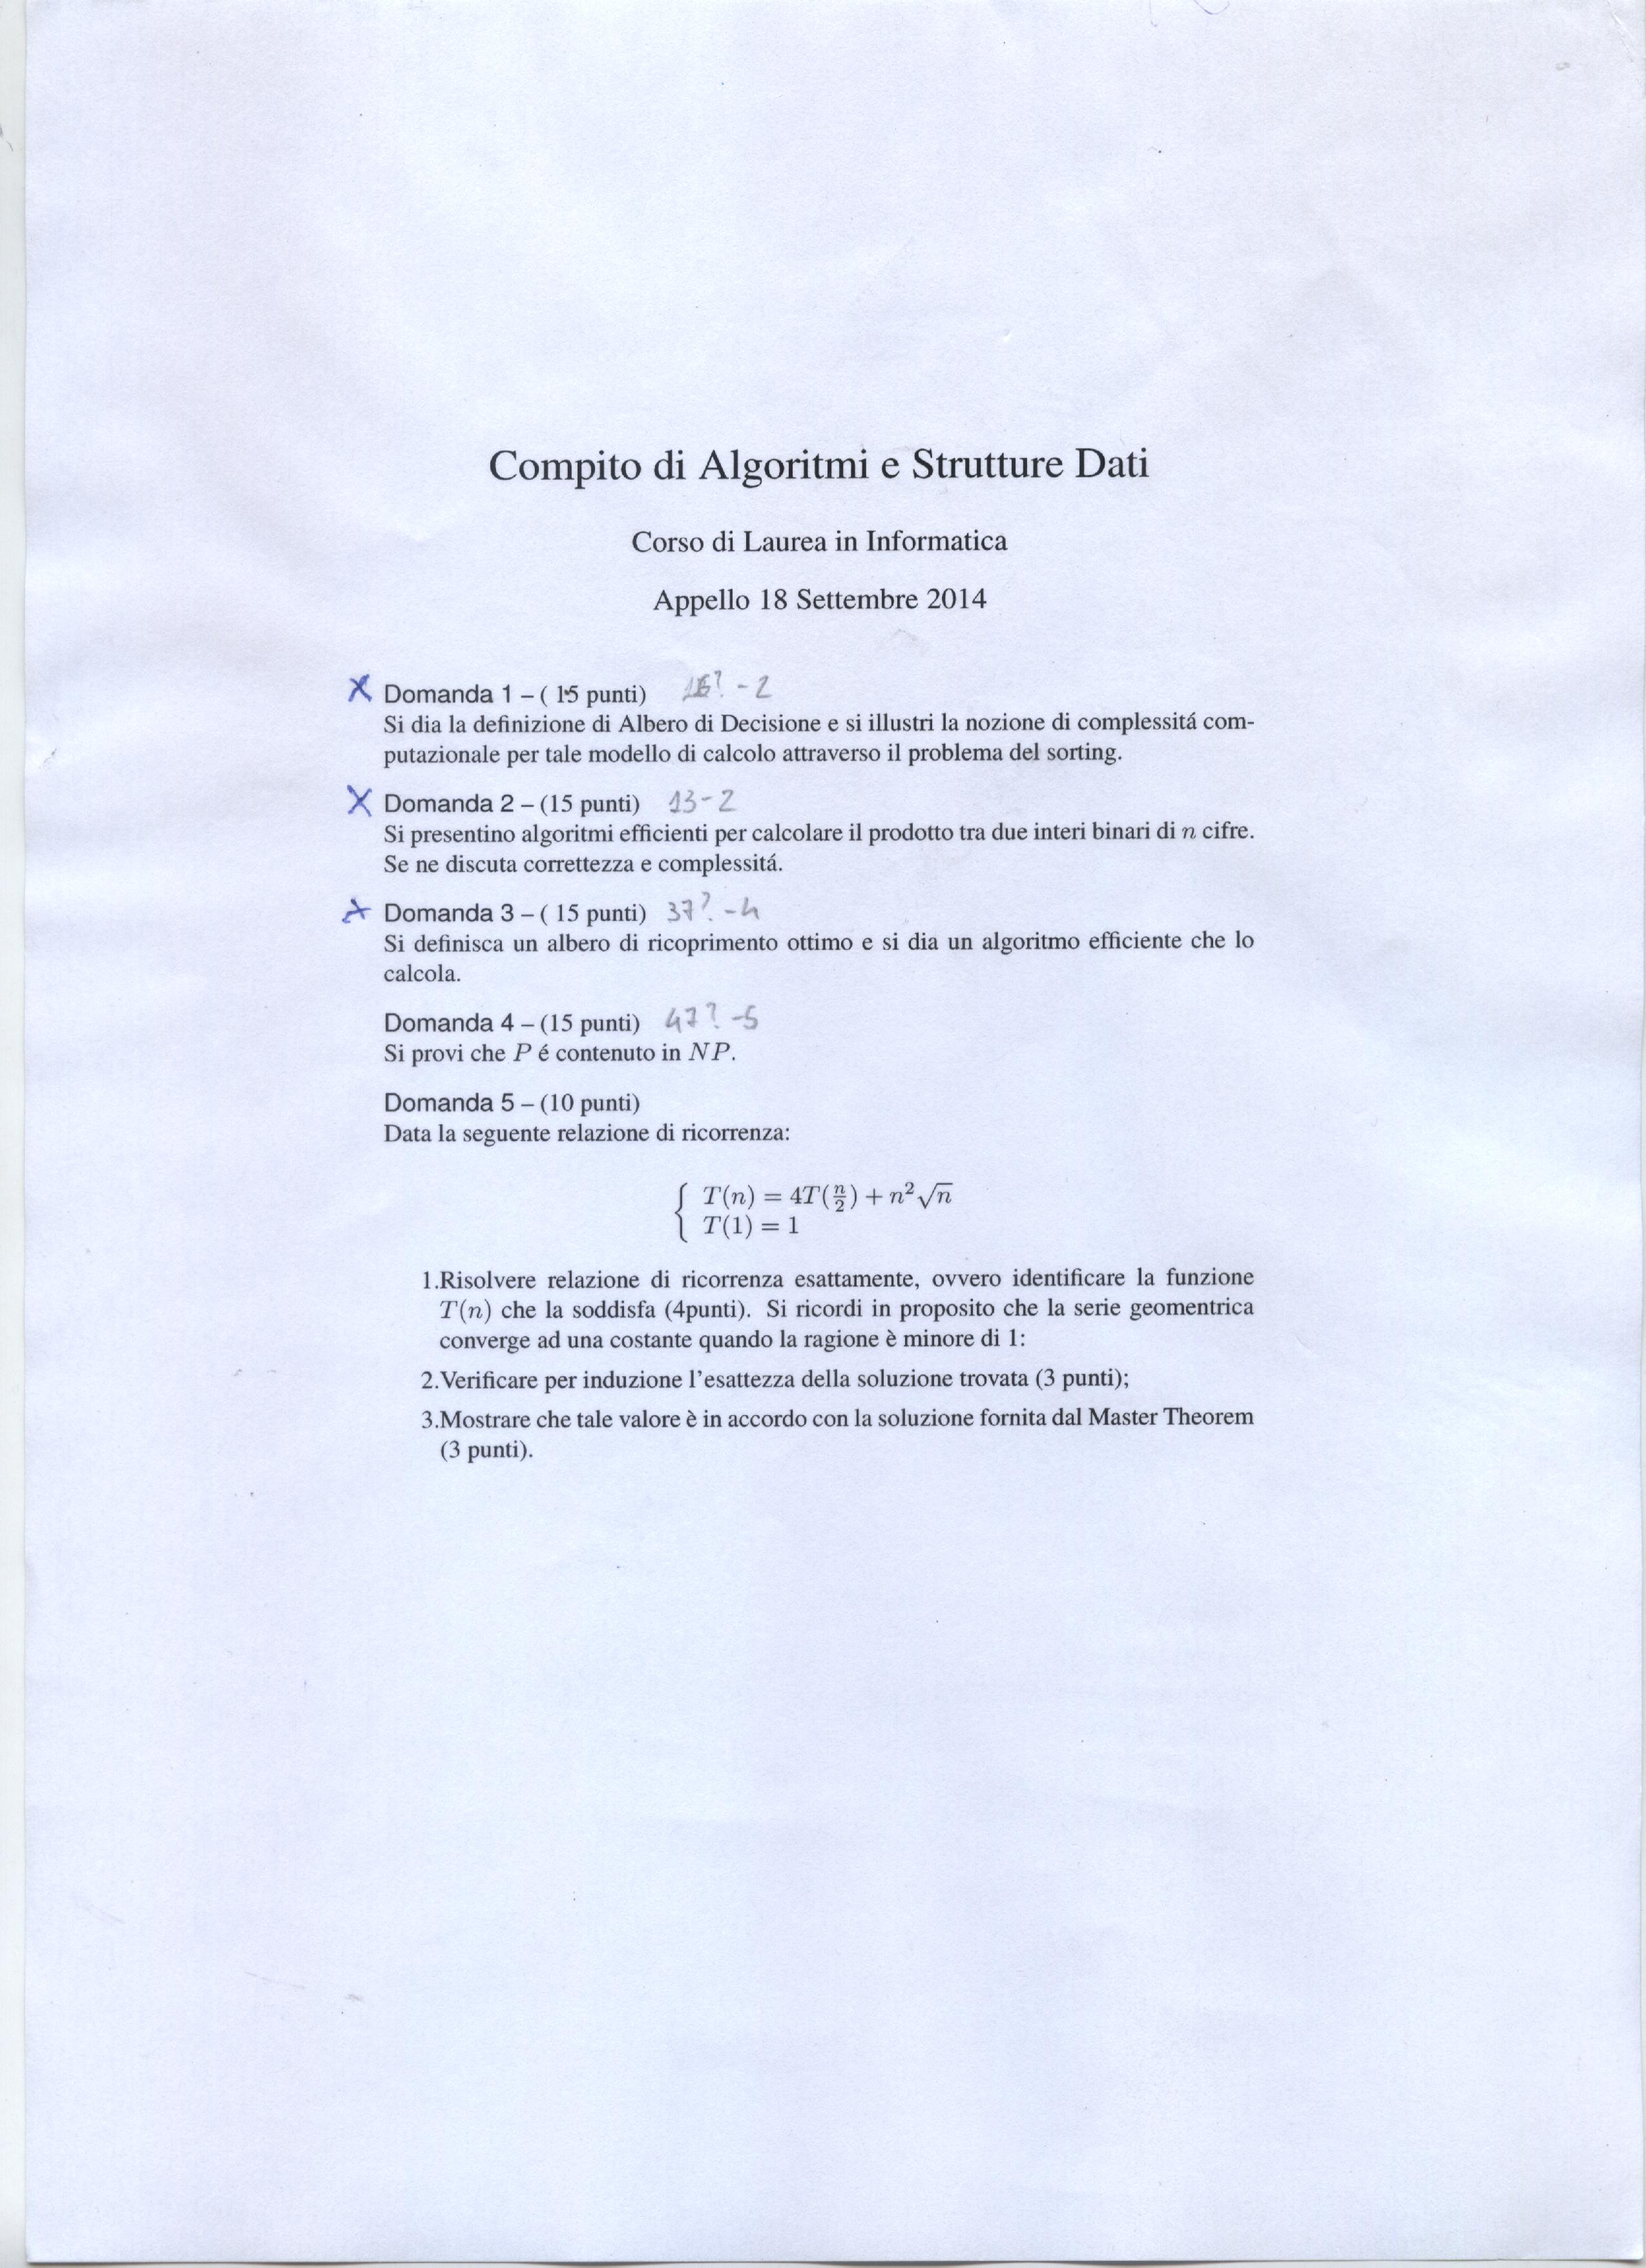 Compito di Algoritmi e Strutture Dati
Corso di Laurea in Informatica
Appello 18 Settembre 2014
X Domanda 1 – ( 15 punti) 16? - 2
Si dia la definizione di Albero di Decisione e si illustri la nozione di complessitá com-
putazionale per tale modello di calcolo attraverso il problema del sorting.
X Domanda 2 – (15 punti) 13-2
Si presentino algoritmi efficienti per calcolare il prodotto tra due interi binari di n cifre.
Se ne discuta correttezza e complessitá.
X Domanda 3 – ( 15 punti) 37? -4
Si definisca un albero di ricoprimento ottimo e si dia un algoritmo efficiente che lo
calcola.
Domanda 4 – (15 punti) 47? -5
Si provi che P é contenuto in NP.
Domanda 5 – (10 punti)
Data la seguente relazione di ricorrenza:
{ T(n) = 4T(n/2) + n²√n
T(1) = 1
1.Risolvere relazione di ricorrenza esattamente, ovvero identificare la funzione
T(n) che la soddisfa (4punti). Si ricordi in proposito che la serie geomentrica
converge ad una costante quando la ragione è minore di 1:
2.Verificare per induzione l'esattezza della soluzione trovata (3 punti);
3.Mostrare che tale valore è in accordo con la soluzione fornita dal Master Theorem
(3 punti).